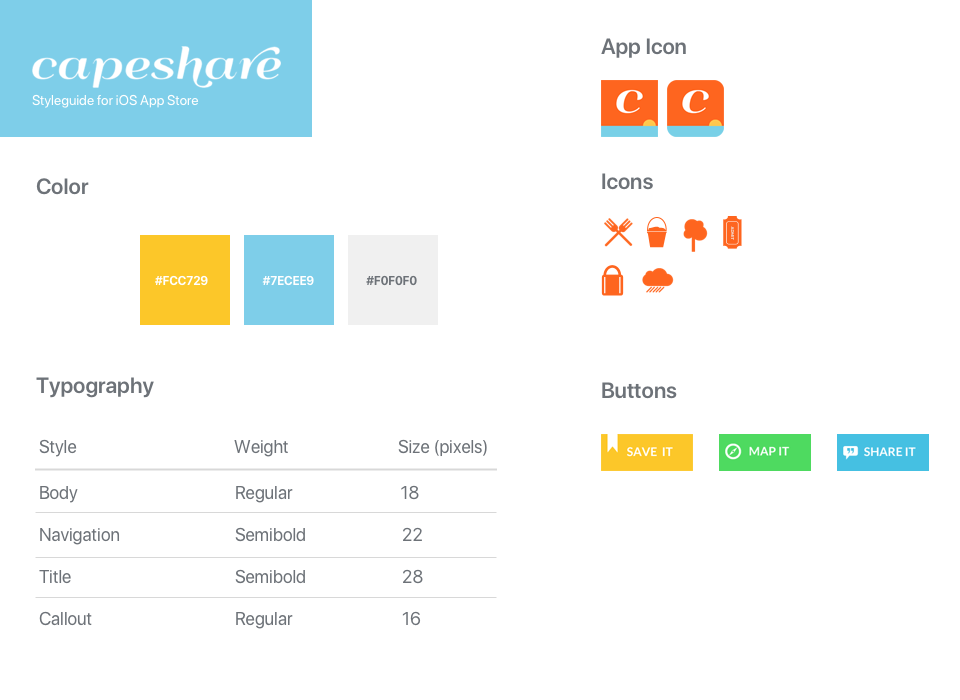 capeshare
Styleguide for iOS App Store
Color
#FCC729 #7ECEE9 #F0F0F0
Typography
Style Weight Size (pixels)
Body Regular 18
Navigation Semibold 22
Title Semibold 28
Callout Regular 16
App Icon
C C
Icons
Buttons
SAVE IT MAP IT SHARE IT